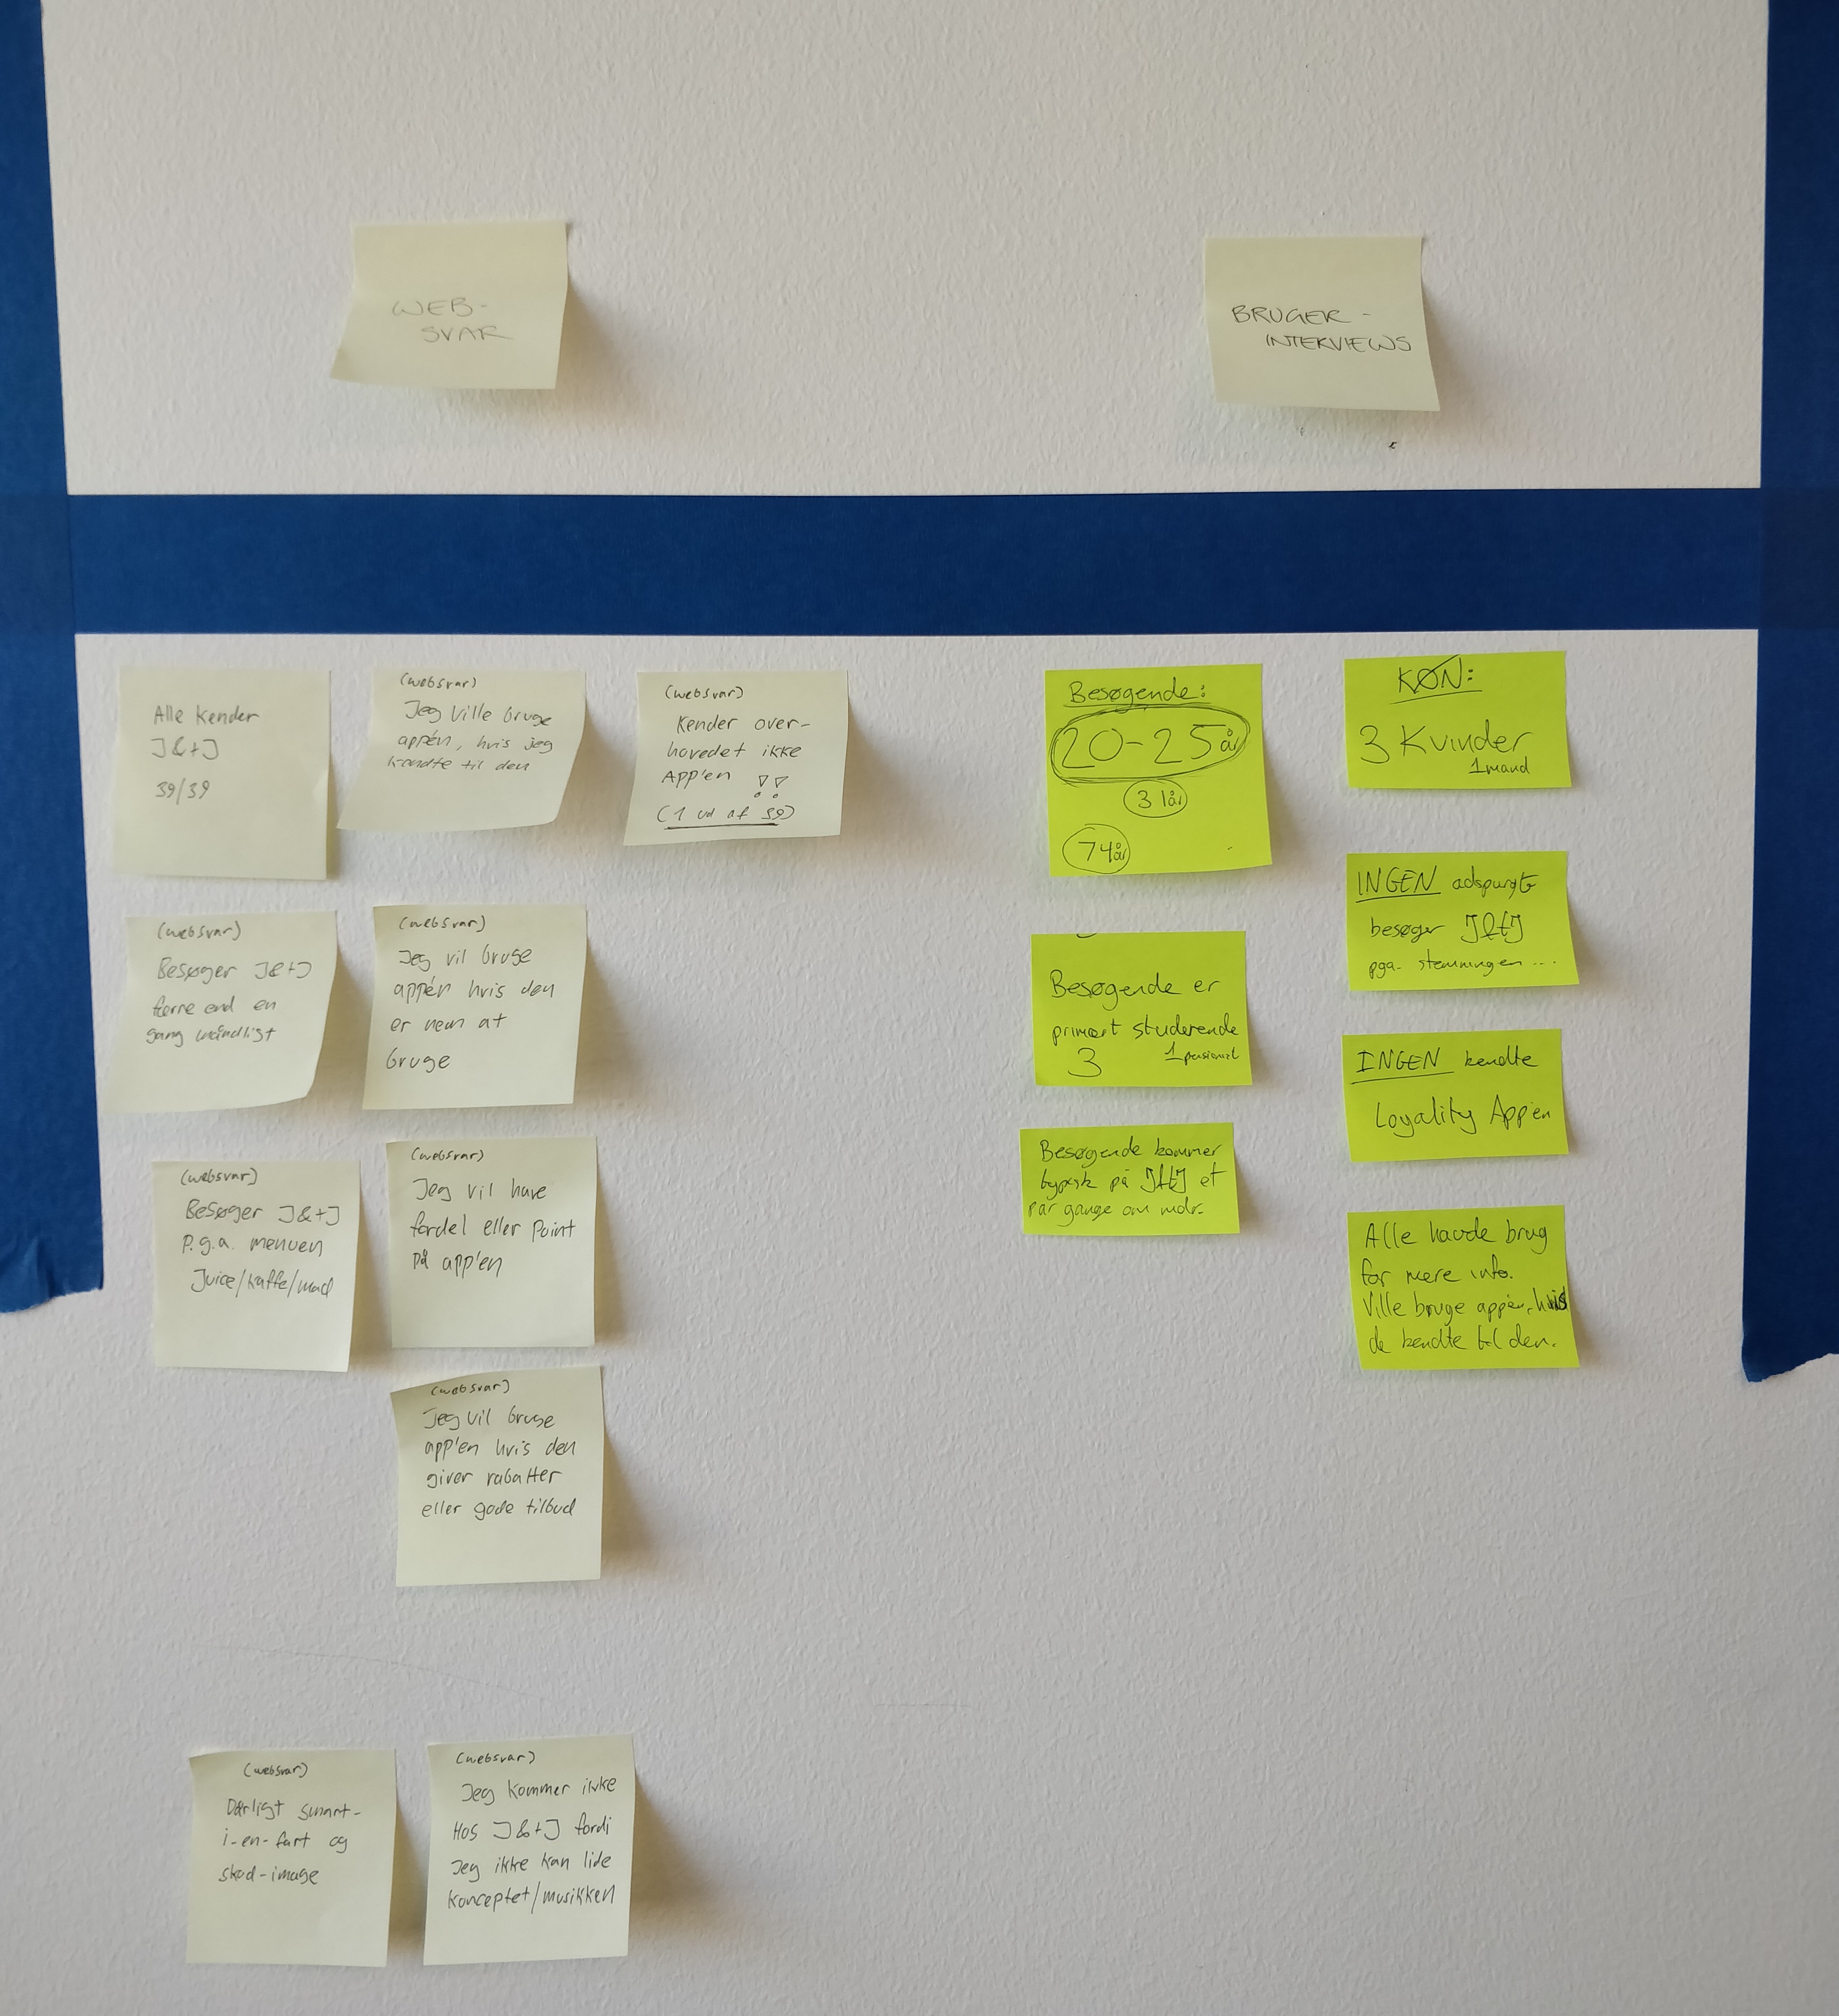 WEB-
SVAR
BRUGER-
INTERVIEWS
Alle kender
J&+J
39/39
(websvar)
Jeg ville bruge
appén, hvis jeg
kendte til den
(websvar)
Kender over-
hovedet ikke
App'en !!
(1 ud af 39)
(websvar)
Besøger J&+J
færre end en
gang månedligt
(websvar)
Jeg vil bruge
appén hvis den
er nem at
bruge
(websvar)
Besøger J&+J
p.g.a. menuen
Juice/kaffe/mad
(websvar)
Jeg vil have
fordel eller point
på app'en
(websvar)
Jeg vil bruge
app'en hvis den
giver rabatter
eller gode tilbud
(websvar)
Dårligt smart-
i-en-fart og
skod-image
(websvar)
Jeg kommer ikke
Hos J&+J fordi
Jeg ikke kan lide
konceptet/musikken
Besøgende:
20-25 år
31 år
74 år
Besøgende er
primært studerende
3
Besøgende kommer
typisk på J&J et
par gange om mdr.
KØN:
3 Kvinder
1 mand
INGEN adspurgte
besøger J&J
pga. stemningen...
INGEN kendte
Loyality App'en
Alle havde brug
for mere info.
Ville bruge appén, hvis
de kendte til den.